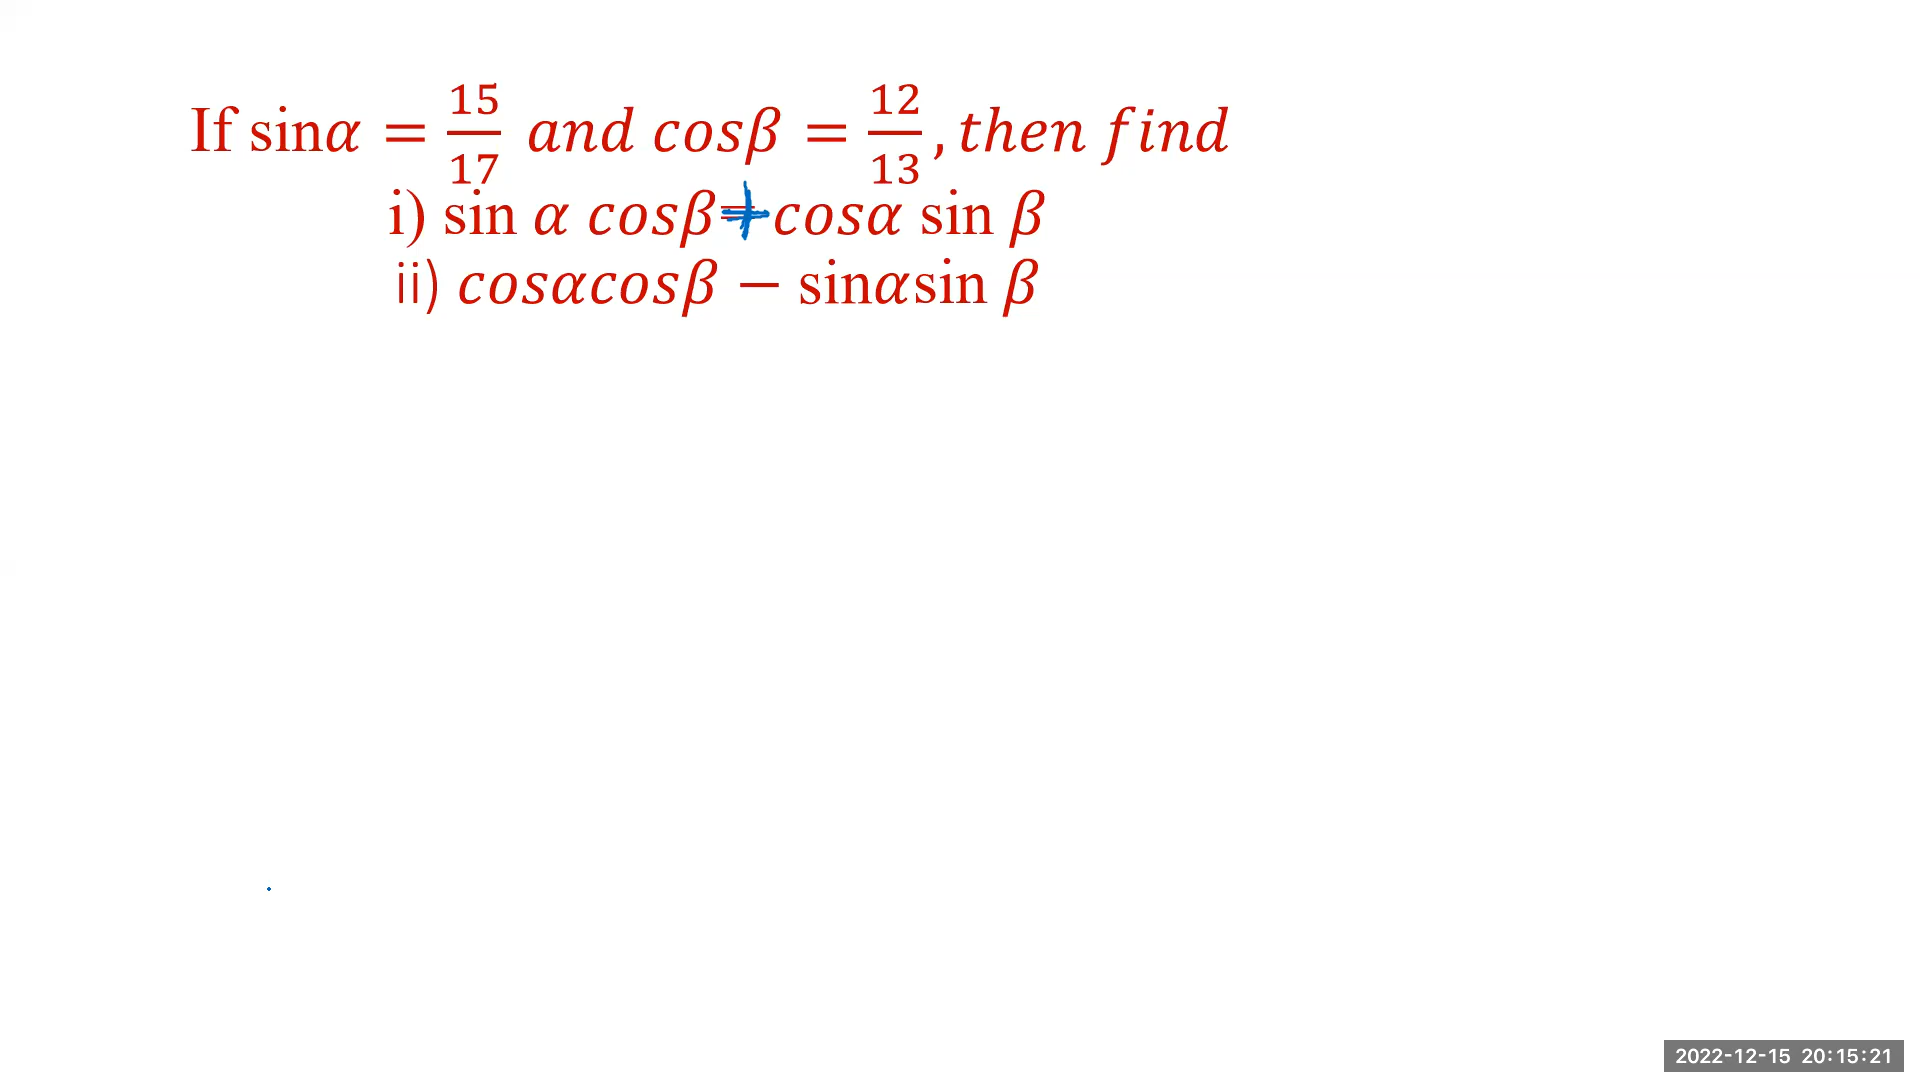 If sinα = 15/17 and cosβ = 12/13, then find
i) sin α cosβ + cosα sin β
ii) cosαcosβ − sinαsin β
2022-12-15 20:15:21